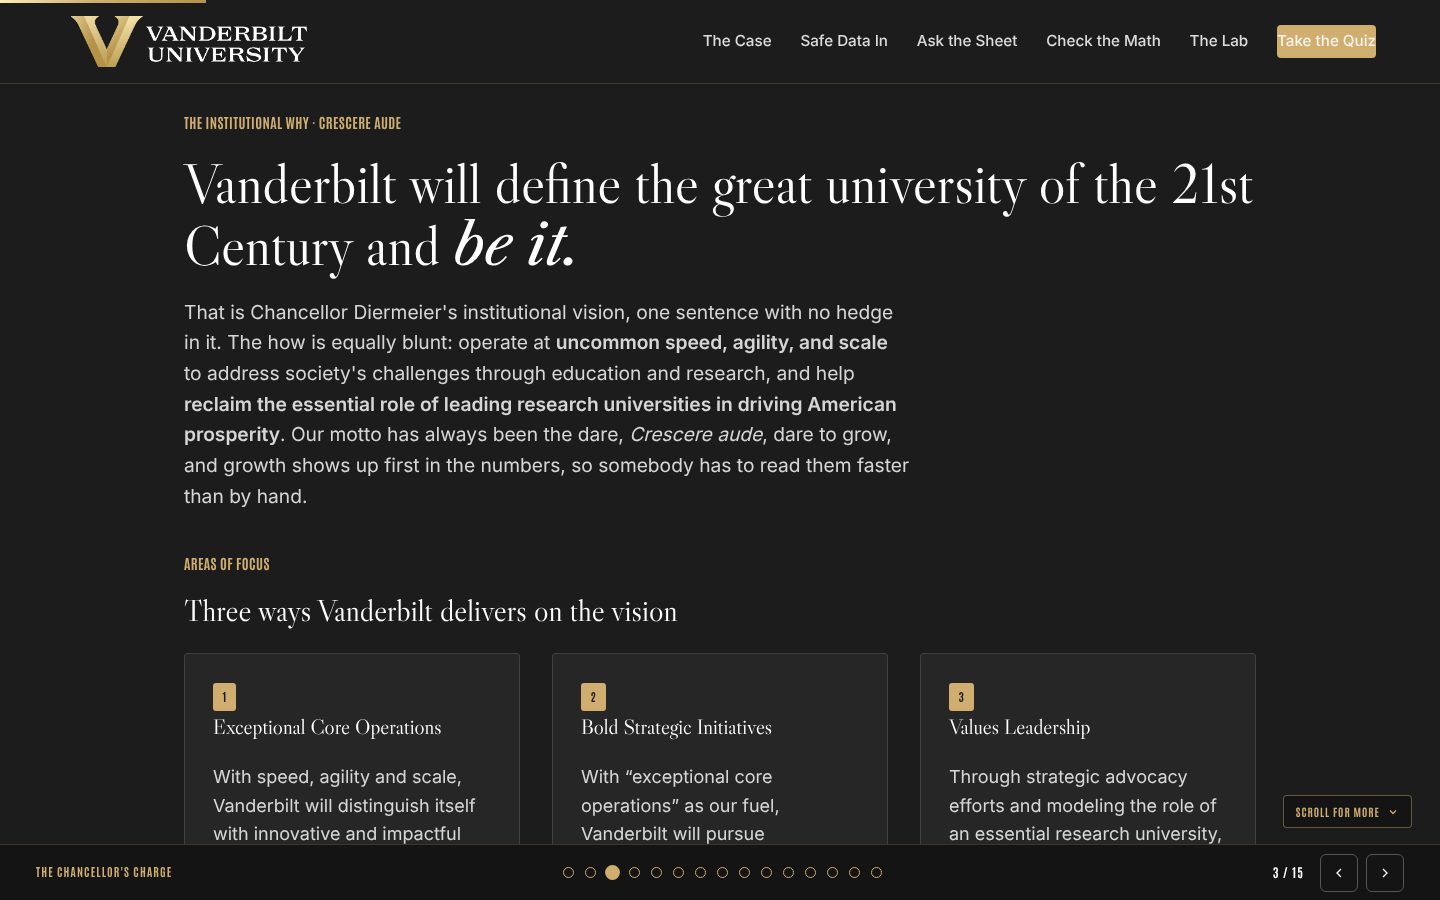 VANDERBILT
UNIVERSITY
The Case
Safe Data In
Ask the Sheet
Check the Math
The Lab
Take the Quiz
THE INSTITUTIONAL WHY · CRESCERE AUDE
Vanderbilt will define the great university of the 21st
Century and be it.
That is Chancellor Diermeier's institutional vision, one sentence with no hedge
in it. The how is equally blunt: operate at uncommon speed, agility, and scale
to address society's challenges through education and research, and help
reclaim the essential role of leading research universities in driving American
prosperity. Our motto has always been the dare, Crescere aude, dare to grow,
and growth shows up first in the numbers, so somebody has to read them faster
than by hand.
AREAS OF FOCUS
Three ways Vanderbilt delivers on the vision
1
Exceptional Core Operations
With speed, agility and scale,
Vanderbilt will distinguish itself
with innovative and impactful
2
Bold Strategic Initiatives
With “exceptional core
operations” as our fuel,
Vanderbilt will pursue
3
Values Leadership
Through strategic advocacy
efforts and modeling the role of
an essential research university,
SCROLL FOR MORE
THE CHANCELLOR'S CHARGE
3 / 15